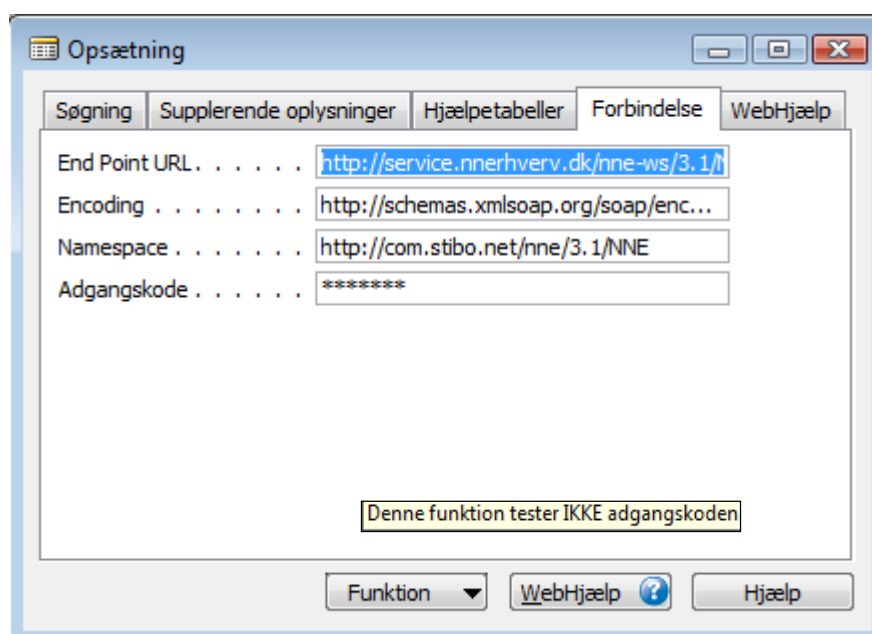 Opsætning
Søgning Supplerende oplysninger Hjælpetabeller Forbindelse WebHjælp
End Point URL. . . . . . http://service.nnerhverv.dk/nne-ws/3.1/N
Encoding . . . . . . . . http://schemas.xmlsoap.org/soap/enc...
Namespace . . . . . . . http://com.stibo.net/nne/3.1/NNE
Adgangskode . . . . . . *******
Denne funktion tester IKKE adgangskoden
Funktion WebHjælp Hjælp